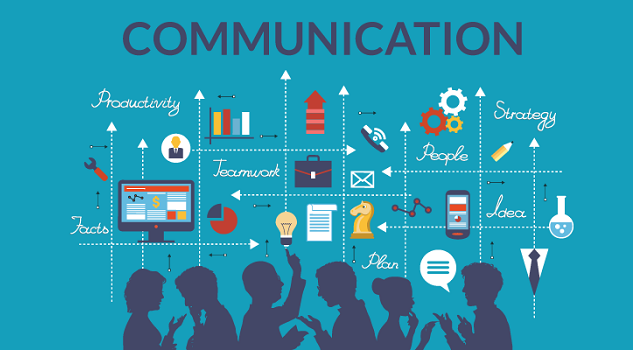 COMMUNICATION
Productivity
Strategy
People
Teamwork
$
Idea
Facts
Plan